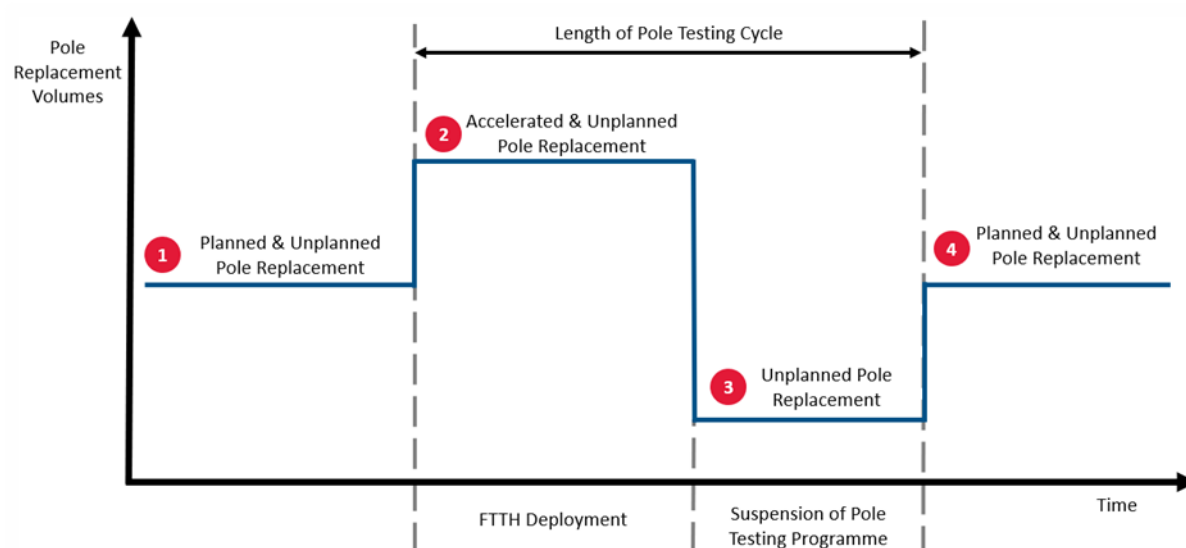 Pole
Replacement
Volumes
Length of Pole Testing Cycle
2
Accelerated & Unplanned
Pole Replacement
1
Planned & Unplanned
Pole Replacement
4
Planned & Unplanned
Pole Replacement
3
Unplanned Pole
Replacement
Time
FTTH Deployment
Suspension of Pole
Testing Programme